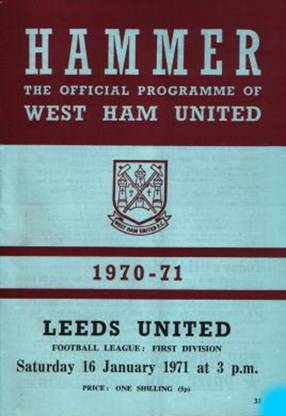 HAMMER
THE OFFICIAL PROGRAMME OF
WEST HAM UNITED
WEST HAM UNITED F.C.
1970-71
LEEDS UNITED
FOOTBALL LEAGUE: FIRST DIVISION
Saturday 16 January 1971 at 3 p.m.
PRICE: ONE SHILLING (5p)